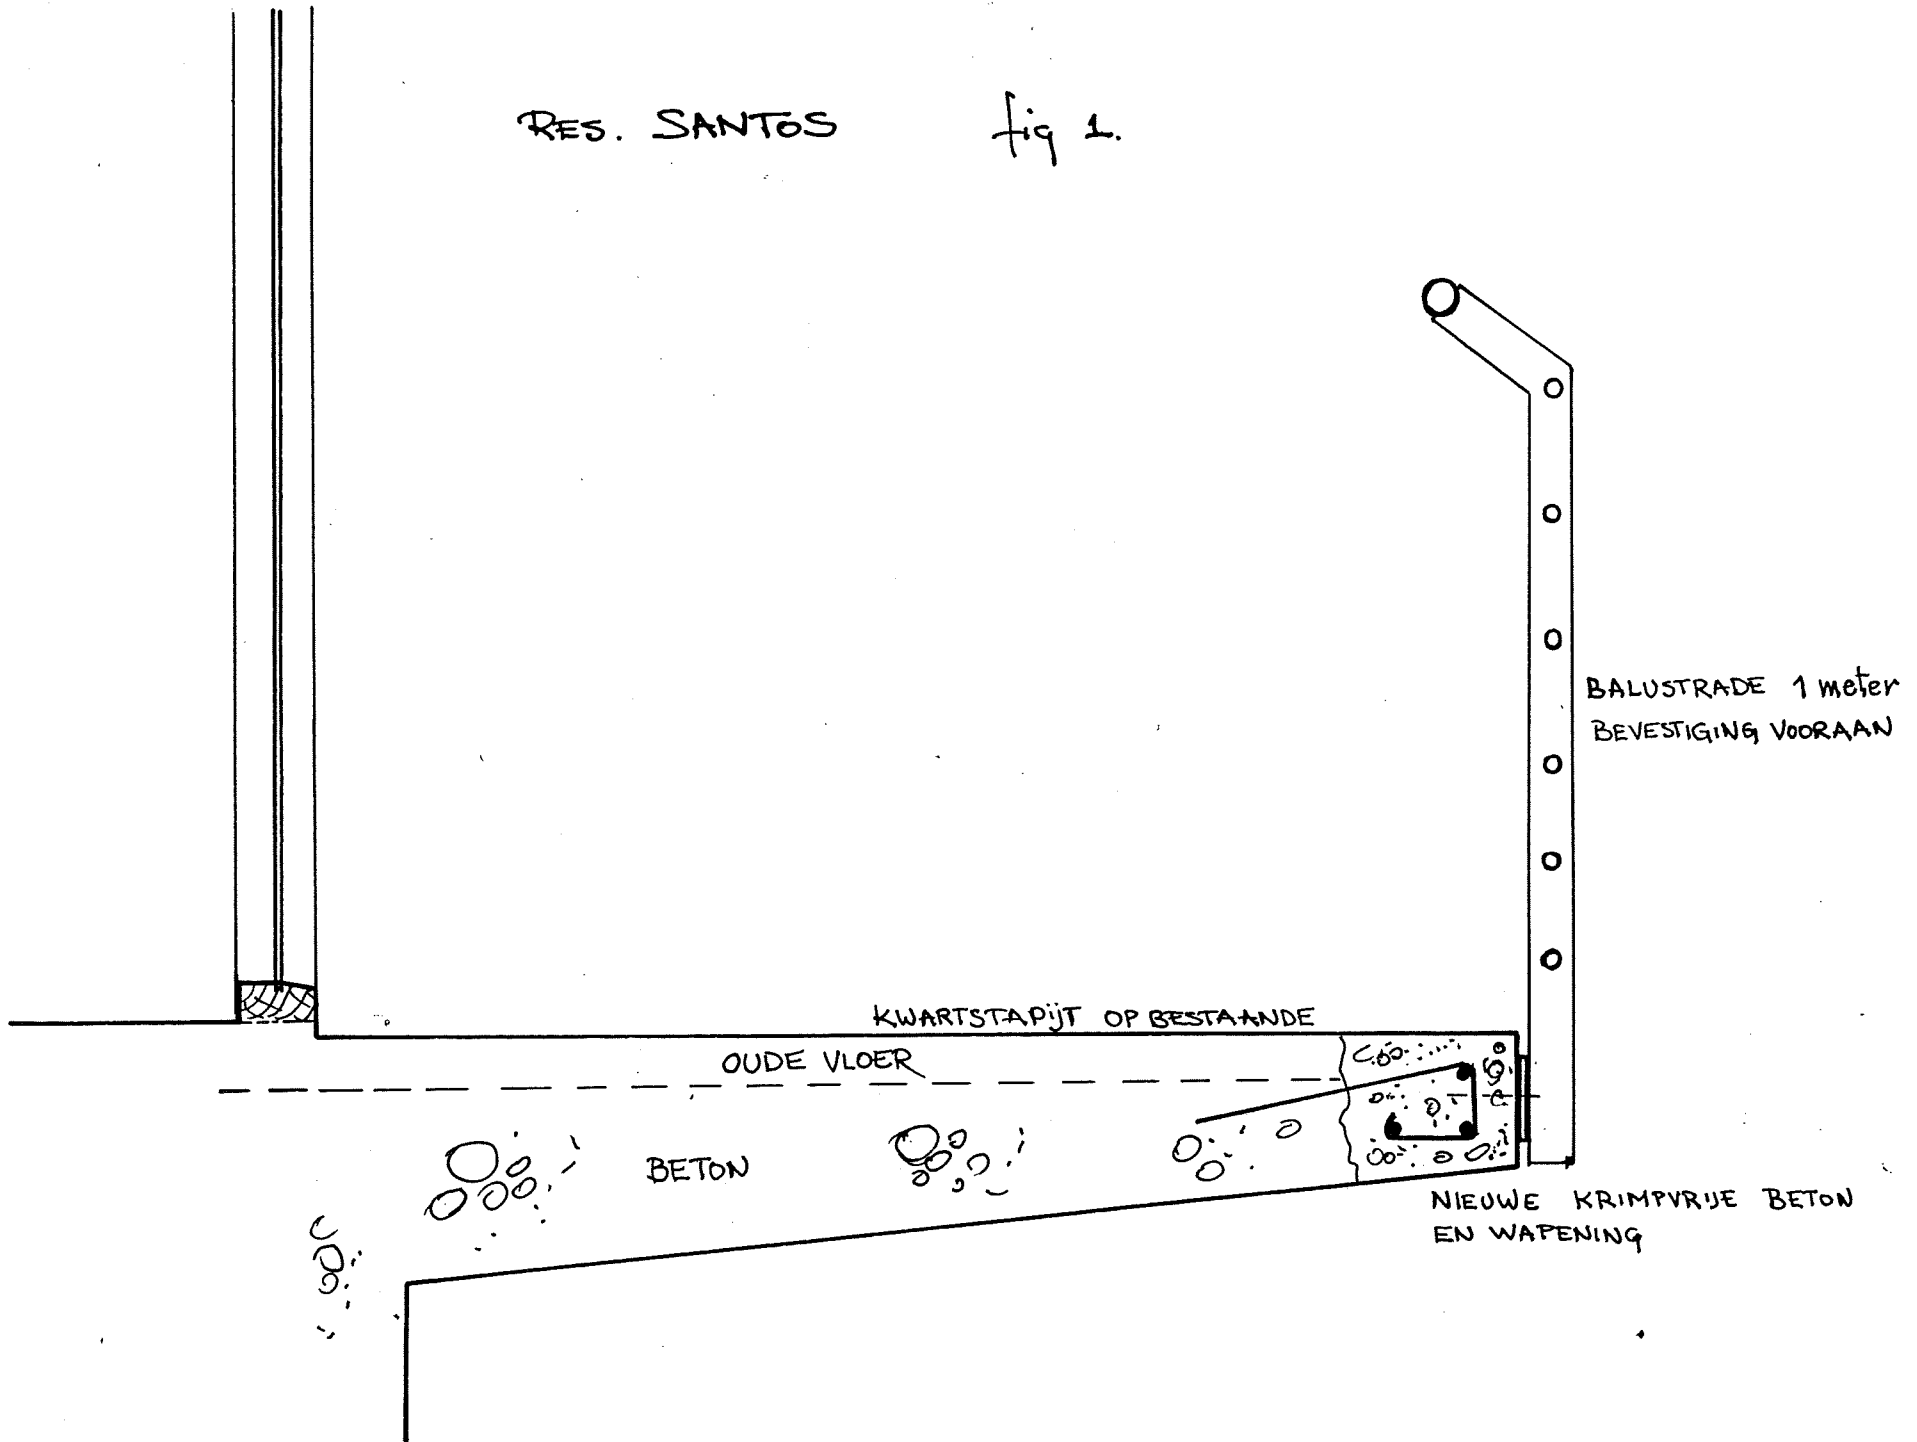 RES. SANTOS fig 1.
BALUSTRADE 1 meter
BEVESTIGING VOORAAN
KWARTSTAPIJT OP BESTAANDE
OUDE VLOER
BETON
NIEUWE KRIMPVRIJE BETON
EN WAPENING